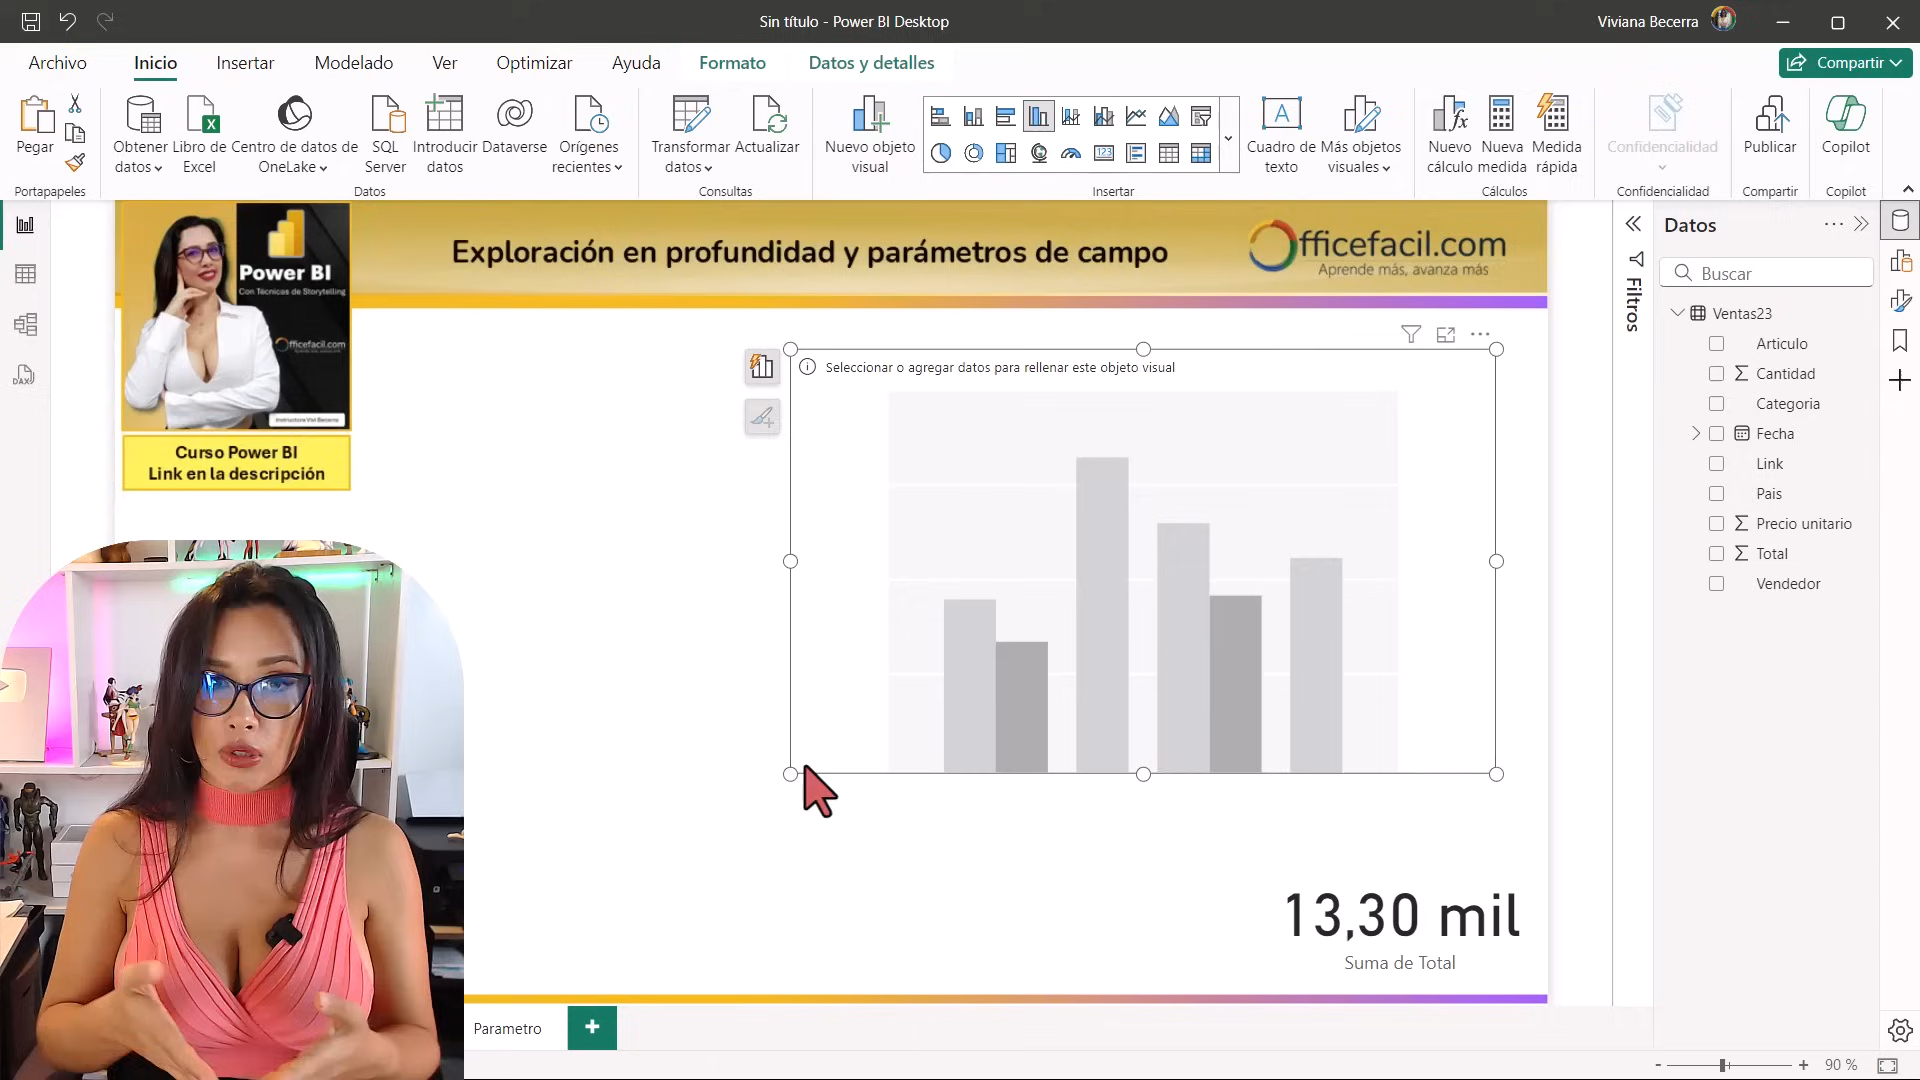 Sin título - Power BI Desktop
Viviana Becerra
Archivo
Inicio
Insertar
Modelado
Ver
Optimizar
Ayuda
Formato
Datos y detalles
Compartir
Pegar
Portapapeles
Obtener
datos
Libro de
Excel
Centro de datos de
OneLake
SQL
Server
Introducir
datos
Dataverse
Orígenes
recientes
Datos
Transformar
datos
Actualizar
Consultas
Nuevo objeto
visual
Cuadro de
texto
Más objetos
visuales
Insertar
Nuevo
cálculo
Nueva
medida
Medida
rápida
Cálculos
Confidencialidad
Confidencialidad
Publicar
Compartir
Copilot
Copilot
Power BI
Con Técnicas de Storytelling
officefacil.com
Instructora Vivi Becerra
Exploración en profundidad y parámetros de campo
Officefacil.com
Aprende más, avanza más
Curso Power BI
Link en la descripción
Seleccionar o agregar datos para rellenar este objeto visual
13,30 mil
Suma de Total
Filtros
Datos
Buscar
Ventas23
Articulo
Cantidad
Categoria
Fecha
Link
Pais
Precio unitario
Total
Vendedor
Parametro
90 %